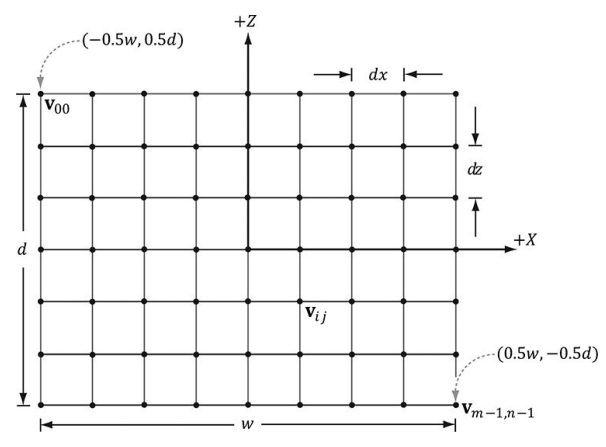 +Z
(−0.5w, 0.5d)
dx
v00
dz
+X
d
vij
(0.5w, −0.5d)
vm−1,n−1
w